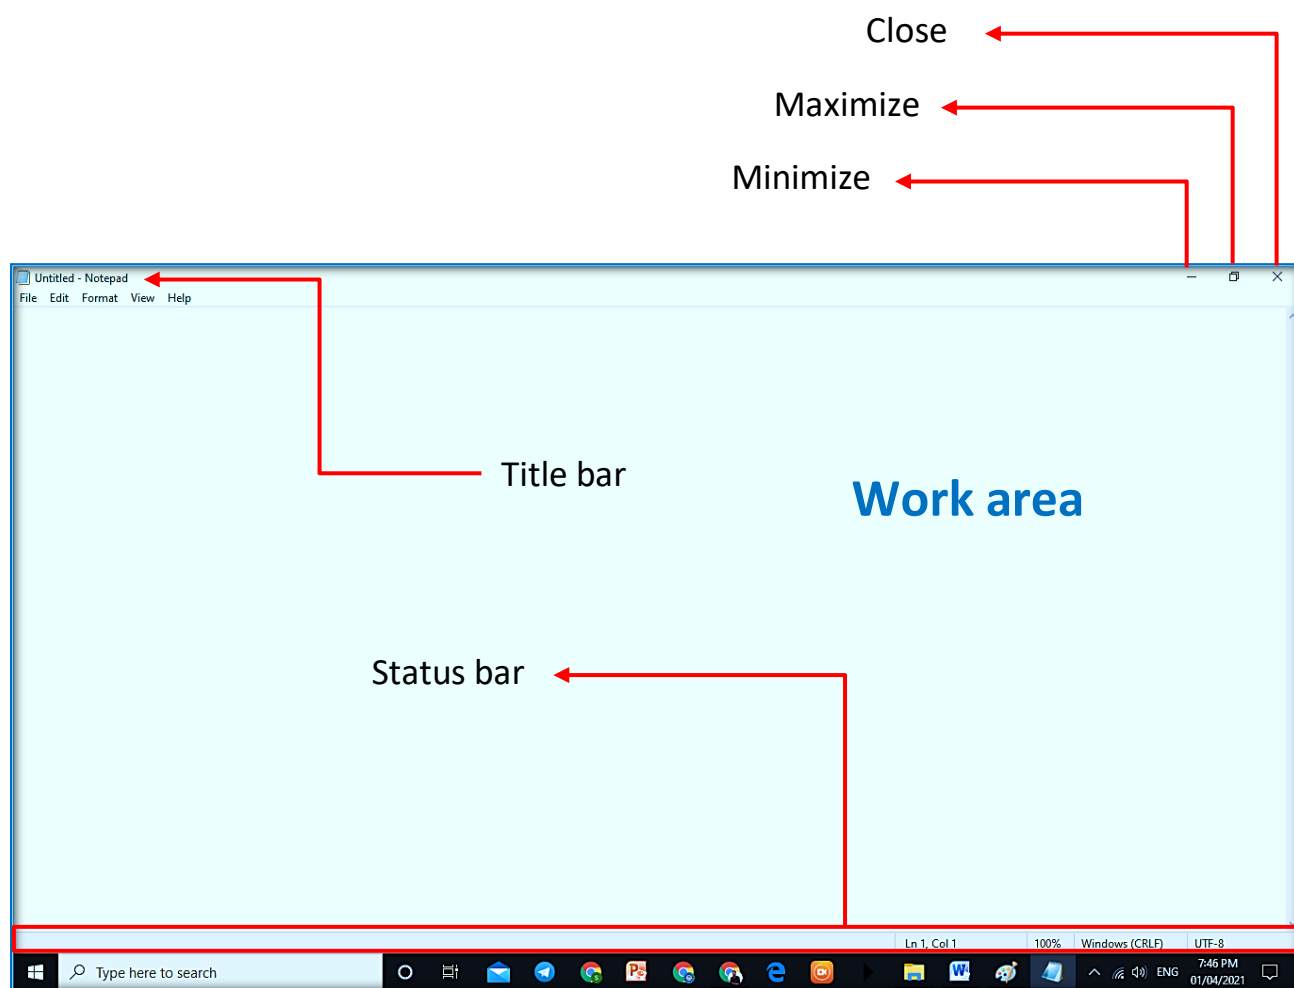 Close
Maximize
Minimize
Untitled - Notepad
File Edit Format View Help
Title bar
Work area
Status bar
Ln 1, Col 1 100% Windows (CRLF) UTF-8
Type here to search
ENG
7:46 PM
01/04/2021